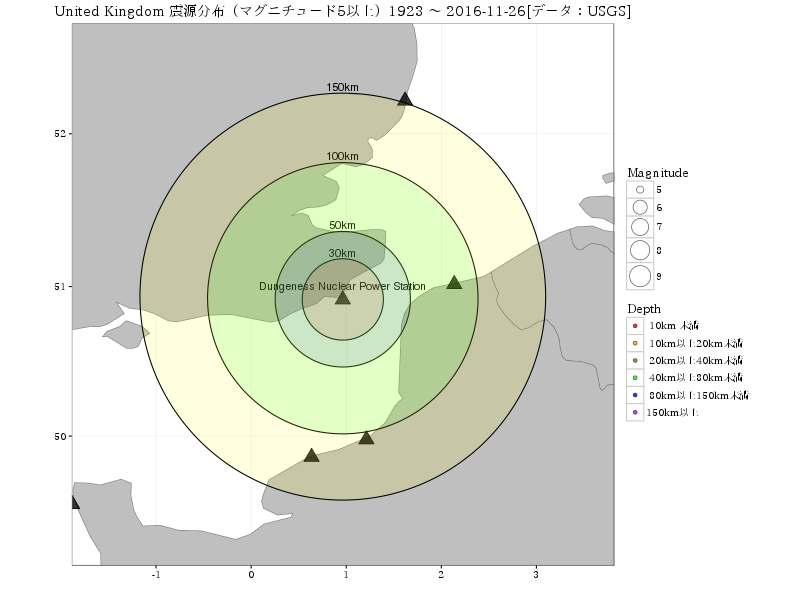 United Kingdom 震源分布（マグニチュード5以上）1923 ～ 2016-11-26[データ：USGS]
150km
100km
50km
30km
Dungeness Nuclear Power Station
52
51
50
-1
0
1
2
3
Magnitude
5
6
7
8
9
Depth
10km 未満
10km以上20km未満
20km以上40km未満
40km以上80km未満
80km以上150km未満
150km以上